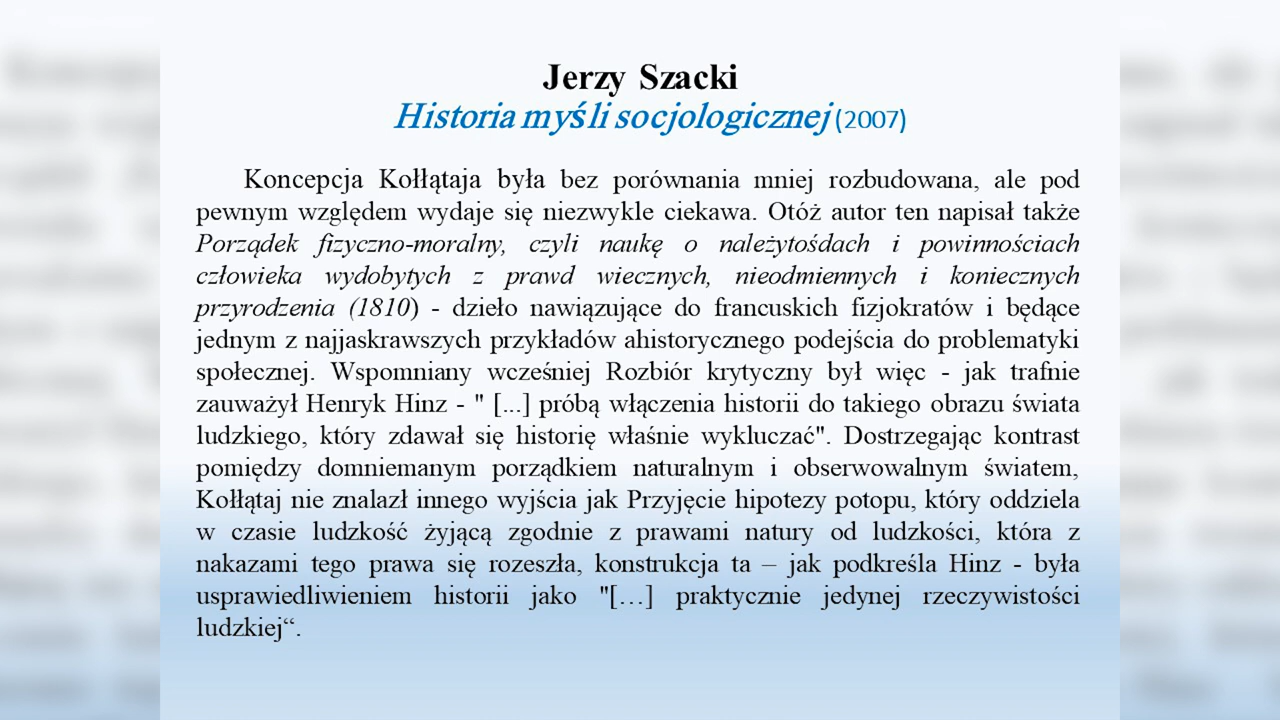 Jerzy Szacki
Historia myśli socjologicznej (2007)
Koncepcja Kołłątaja była bez porównania mniej rozbudowana, ale pod
pewnym względem wydaje się niezwykle ciekawa. Otóż autor ten napisał także
Porządek fizyczno-moralny, czyli naukę o należytośdach i powinnościach
człowieka wydobytych z prawd wiecznych, nieodmiennych i koniecznych
przyrodzenia (1810) - dzieło nawiązujące do francuskich fizjokratów i będące
jednym z najjaskrawszych przykładów ahistorycznego podejścia do problematyki
społecznej. Wspomniany wcześniej Rozbiór krytyczny był więc - jak trafnie
zauważył Henryk Hinz - " [...] próbą włączenia historii do takiego obrazu świata
ludzkiego, który zdawał się historię właśnie wykluczać". Dostrzegając kontrast
pomiędzy domniemanym porządkiem naturalnym i obserwowalnym światem,
Kołłątaj nie znalazł innego wyjścia jak Przyjęcie hipotezy potopu, który oddziela
w czasie ludzkość żyjącą zgodnie z prawami natury od ludzkości, która z
nakazami tego prawa się rozeszła, konstrukcja ta – jak podkreśla Hinz - była
usprawiedliwieniem historii jako "[…] praktycznie jedynej rzeczywistości
ludzkiej“.